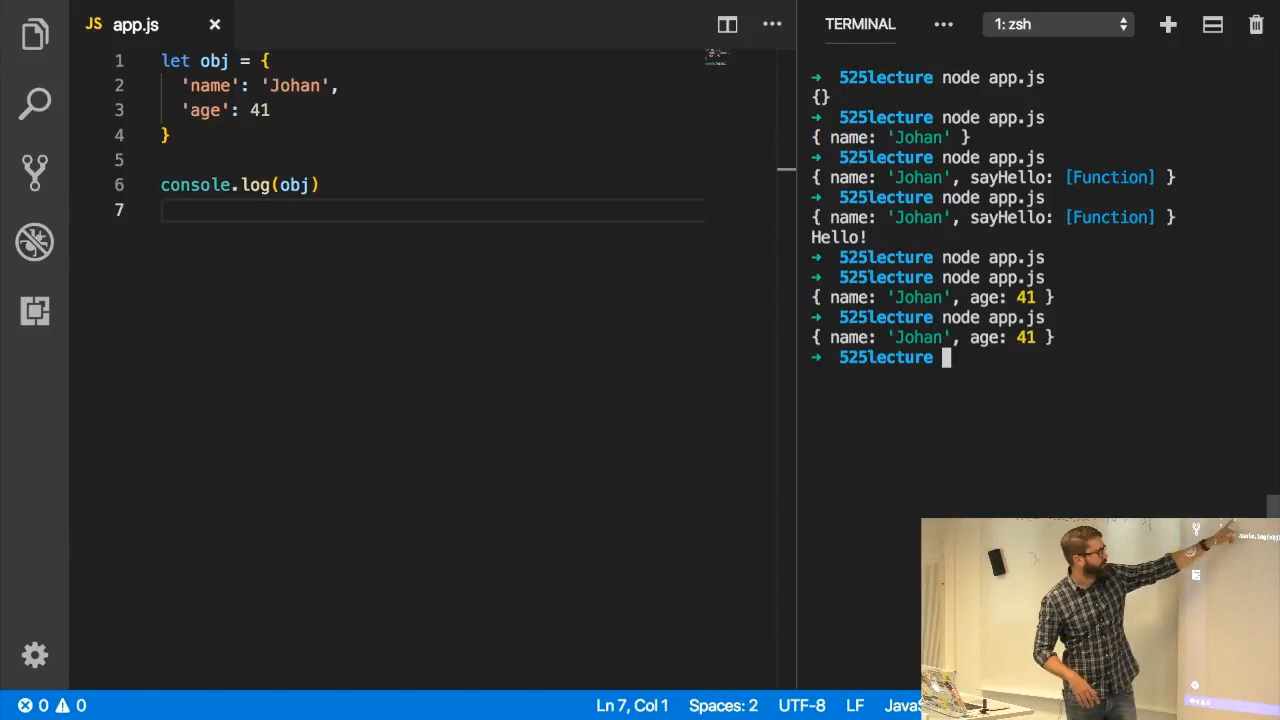 JS app.js
TERMINAL
1: zsh
1 let obj = {
2 'name': 'Johan',
3 'age': 41
4 }
5
6 console.log(obj)
7
➜ 525lecture node app.js
{}
➜ 525lecture node app.js
{ name: 'Johan' }
➜ 525lecture node app.js
{ name: 'Johan', sayHello: [Function] }
➜ 525lecture node app.js
{ name: 'Johan', sayHello: [Function] }
Hello!
➜ 525lecture node app.js
➜ 525lecture node app.js
{ name: 'Johan', age: 41 }
➜ 525lecture node app.js
{ name: 'Johan', age: 41 }
➜ 525lecture
0 0
Ln 7, Col 1
Spaces: 2
UTF-8
LF
JavaS